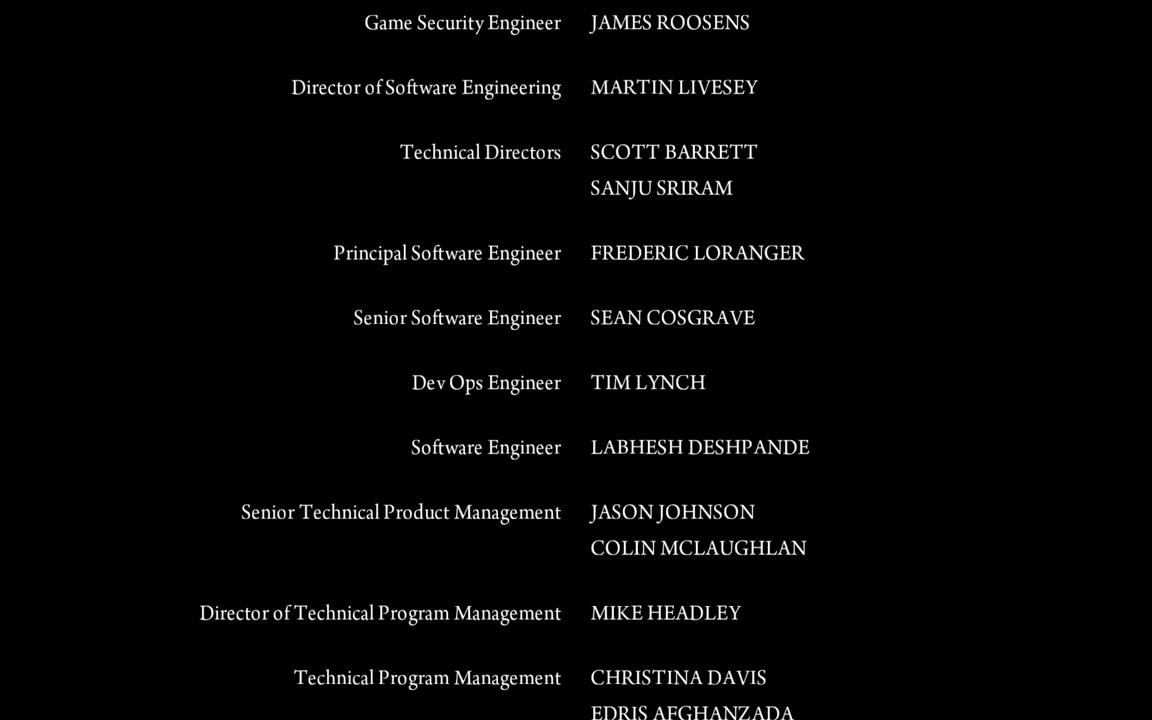 Game Security Engineer JAMES ROOSENS
Director of Software Engineering MARTIN LIVESEY
Technical Directors SCOTT BARRETT
SANJU SRIRAM
Principal Software Engineer FREDERIC LORANGER
Senior Software Engineer SEAN COSGRAVE
Dev Ops Engineer TIM LYNCH
Software Engineer LABHESH DESHPANDE
Senior Technical Product Management JASON JOHNSON
COLIN MCLAUGHLAN
Director of Technical Program Management MIKE HEADLEY
Technical Program Management CHRISTINA DAVIS
EDRIS AFGHANZADA